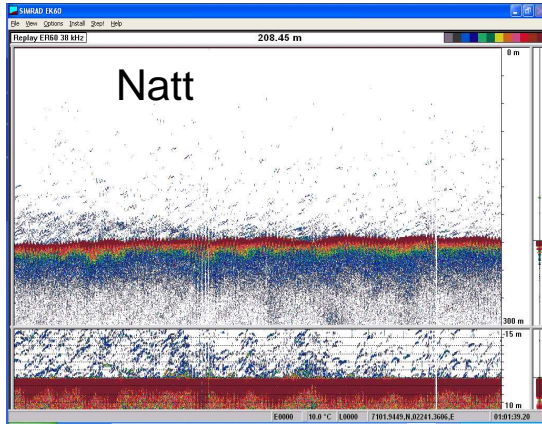 SIMRAD EK60
File View Options Install Step! Help
Replay ER60 38 kHz 208.45 m
0 m
Natt
300 m
-15 m
10 m
E0000 10.0 °C L0000 7101.9449,N,02241.3606,E 01:01:39.20